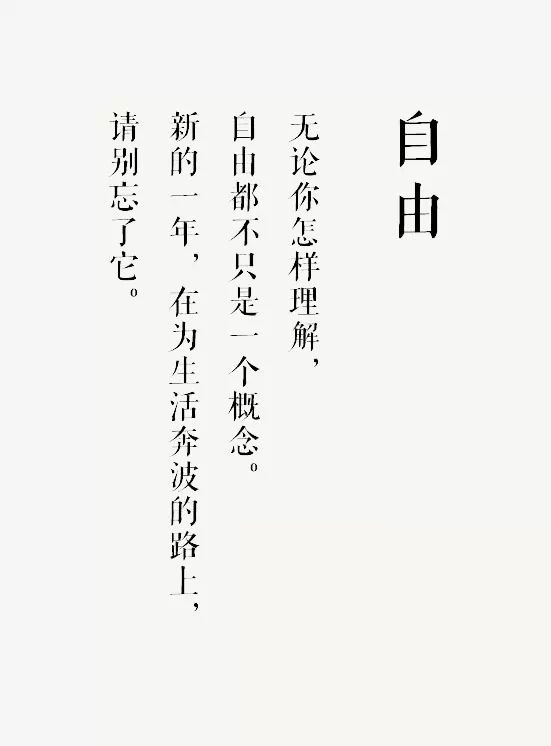 自由
无论你怎样理解，
自由都不只是一个概念。
新的一年，在为生活奔波的路上，
请别忘了它。